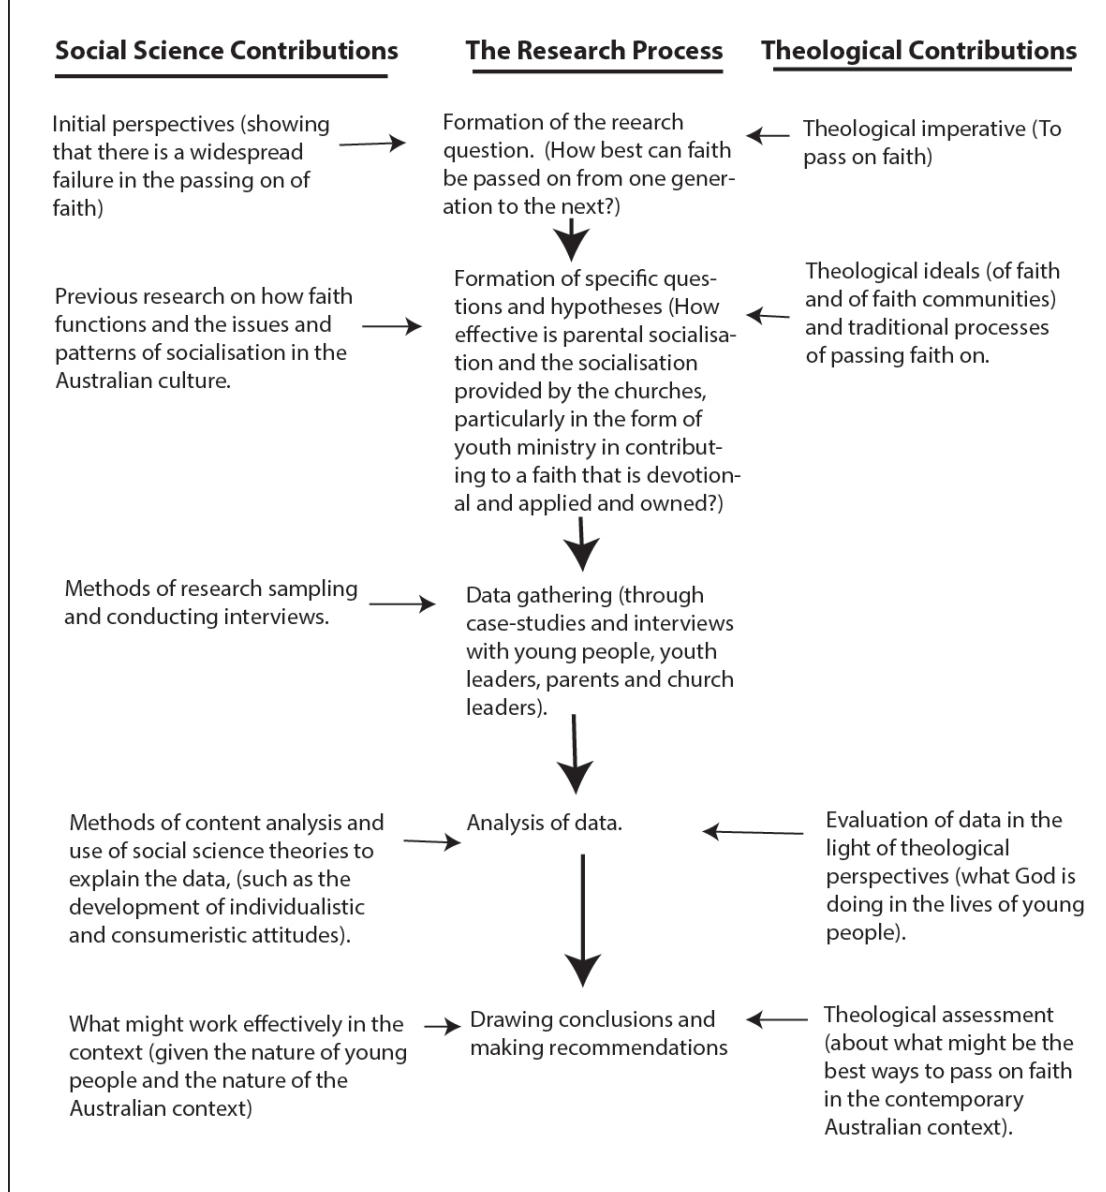 Social Science Contributions
The Research Process
Theological Contributions
Initial perspectives (showing
that there is a widespread
failure in the passing on of
faith)
Formation of the reearch
question. (How best can faith
be passed on from one gener-
ation to the next?)
Theological imperative (To
pass on faith)
Previous research on how faith
functions and the issues and
patterns of socialisation in the
Australian culture.
Formation of specific ques-
tions and hypotheses (How
effective is parental socialisa-
tion and the socialisation
provided by the churches,
particularly in the form of
youth ministry in contribut-
ing to a faith that is devotion-
al and applied and owned?)
Theological ideals (of faith
and of faith communities)
and traditional processes
of passing faith on.
Methods of research sampling
and conducting interviews.
Data gathering (through
case-studies and interviews
with young people, youth
leaders, parents and church
leaders).
Methods of content analysis and
use of social science theories to
explain the data, (such as the
development of individualistic
and consumeristic attitudes).
Analysis of data.
Evaluation of data in the
light of theological
perspectives (what God is
doing in the lives of young
people).
What might work effectively in the
context (given the nature of young
people and the nature of the
Australian context)
Drawing conclusions and
making recommendations
Theological assessment
(about what might be the
best ways to pass on faith
in the contemporary
Australian context).